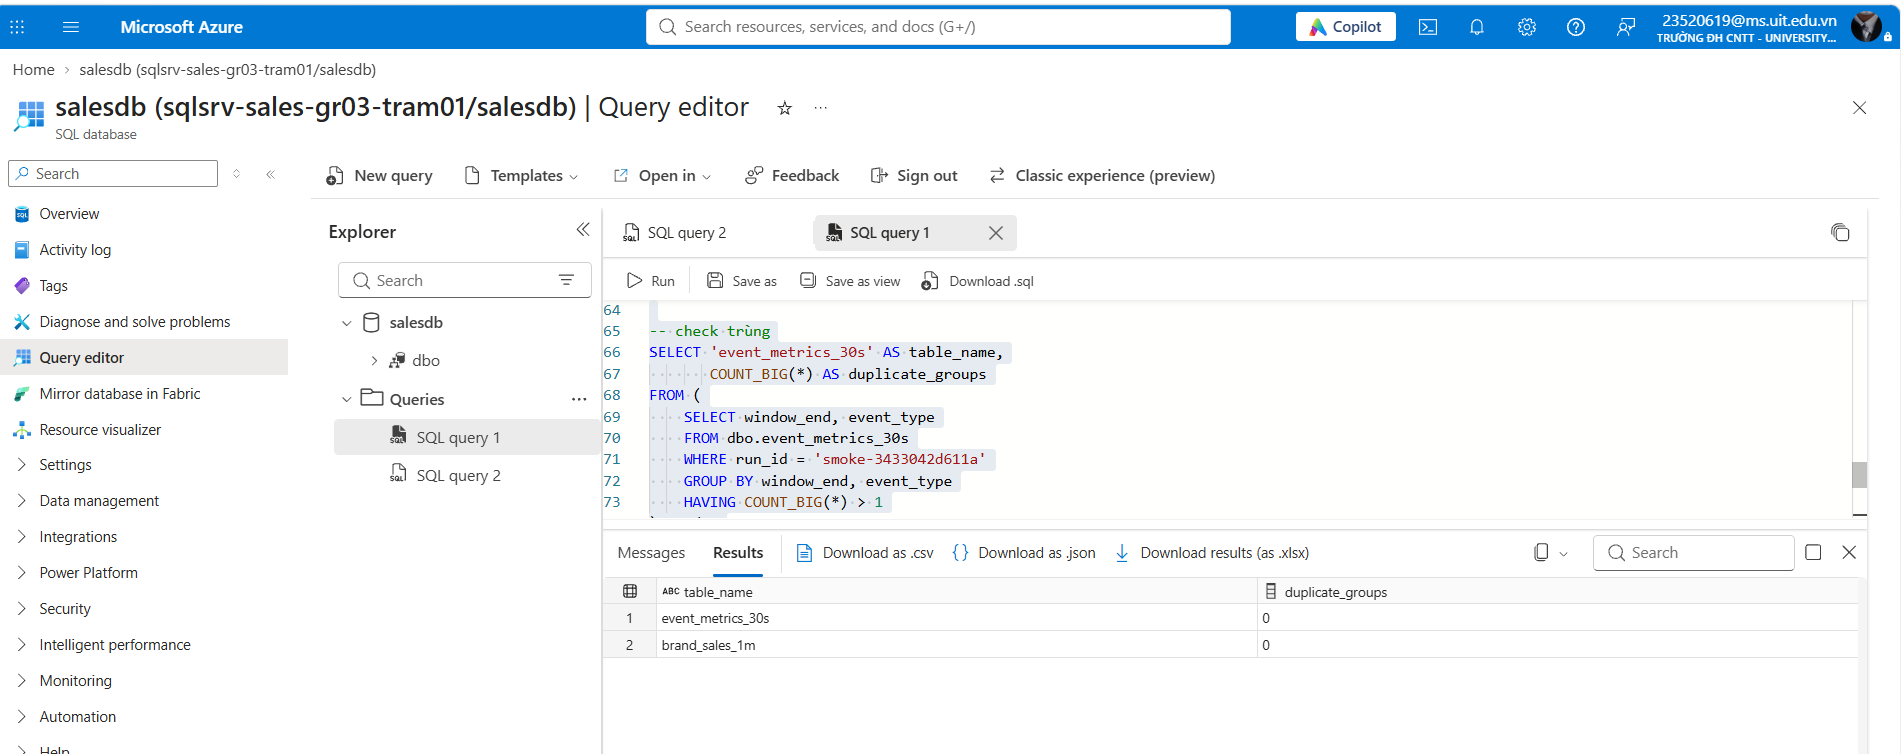 Microsoft Azure
Search resources, services, and docs (G+/)
Copilot
23520619@ms.uit.edu.vn
TRƯỜNG ĐH CNTT - UNIVERSITY...
Home > salesdb (sqlsrv-sales-gr03-tram01/salesdb)
salesdb (sqlsrv-sales-gr03-tram01/salesdb) | Query editor
SQL database
Search
Overview
Activity log
Tags
Diagnose and solve problems
Query editor
Mirror database in Fabric
Resource visualizer
Settings
Data management
Integrations
Power Platform
Security
Intelligent performance
Monitoring
Automation
Help
New query
Templates
Open in
Feedback
Sign out
Classic experience (preview)
Explorer
Search
salesdb
dbo
Queries
SQL query 1
SQL query 2
SQL query 2
SQL query 1
Run
Save as
Save as view
Download .sql
64
65 -- check trùng
66 SELECT 'event_metrics_30s' AS table_name,
67 COUNT_BIG(*) AS duplicate_groups
68 FROM (
69 SELECT window_end, event_type
70 FROM dbo.event_metrics_30s
71 WHERE run_id = 'smoke-3433042d611a'
72 GROUP BY window_end, event_type
73 HAVING COUNT_BIG(*) > 1
Messages
Results
Download as .csv
{} Download as .json
Download results (as .xlsx)
Search
ABC table_name duplicate_groups
1 event_metrics_30s 0
2 brand_sales_1m 0